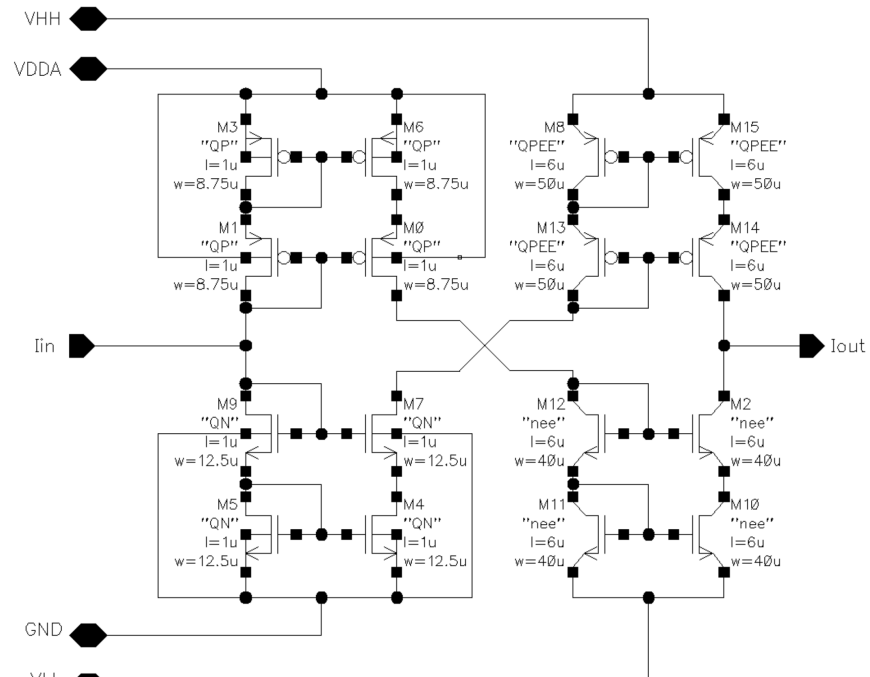 VHH
VDDA
M3
"QP"
l=1u
w=8.75u
M6
"QP"
l=1u
w=8.75u
M8
"QPEE"
l=6u
w=50u
M15
"QPEE"
l=6u
w=50u
M1
"QP"
l=1u
w=8.75u
M0
"QP"
l=1u
w=8.75u
M13
"QPEE"
l=6u
w=50u
M14
"QPEE"
l=6u
w=50u
Iin
Iout
M9
"QN"
l=1u
w=12.5u
M7
"QN"
l=1u
w=12.5u
M12
"nee"
l=6u
w=40u
M2
"nee"
l=6u
w=40u
M5
"QN"
l=1u
w=12.5u
M4
"QN"
l=1u
w=12.5u
M11
"nee"
l=6u
w=40u
M10
"nee"
l=6u
w=40u
GND